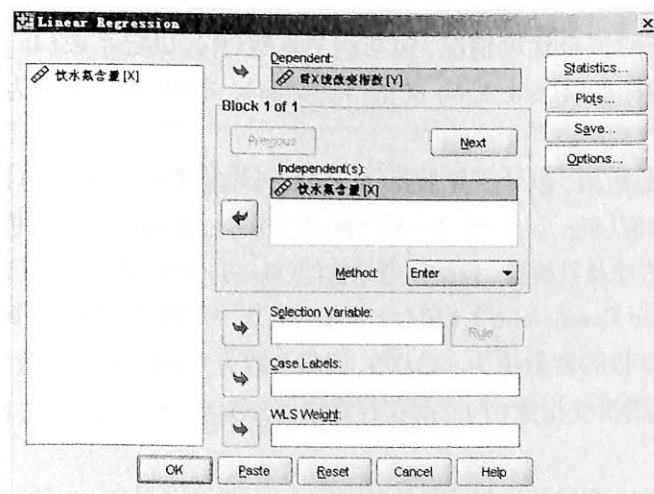 Linear Regression
饮水氟含量 [X]
Dependent:
骨X线改变指数 [Y]
Block 1 of 1
Previous
Next
Independent(s):
饮水氟含量 [X]
Method:
Enter
Selection Variable:
Rule...
Case Labels:
WLS Weight:
Statistics...
Plots...
Save...
Options...
OK
Paste
Reset
Cancel
Help